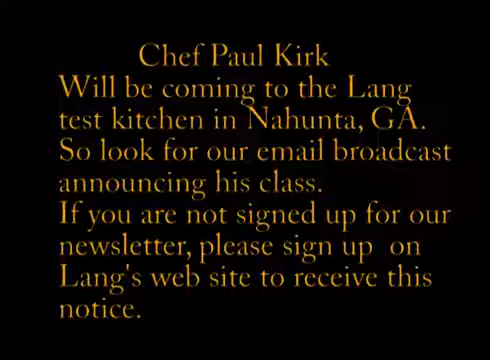 Chef Paul Kirk
Will be coming to the Lang
test kitchen in Nahunta, GA.
So look for our email broadcast
announcing his class.
If you are not signed up for our
newsletter, please sign up  on
Lang's web site to receive this
notice.